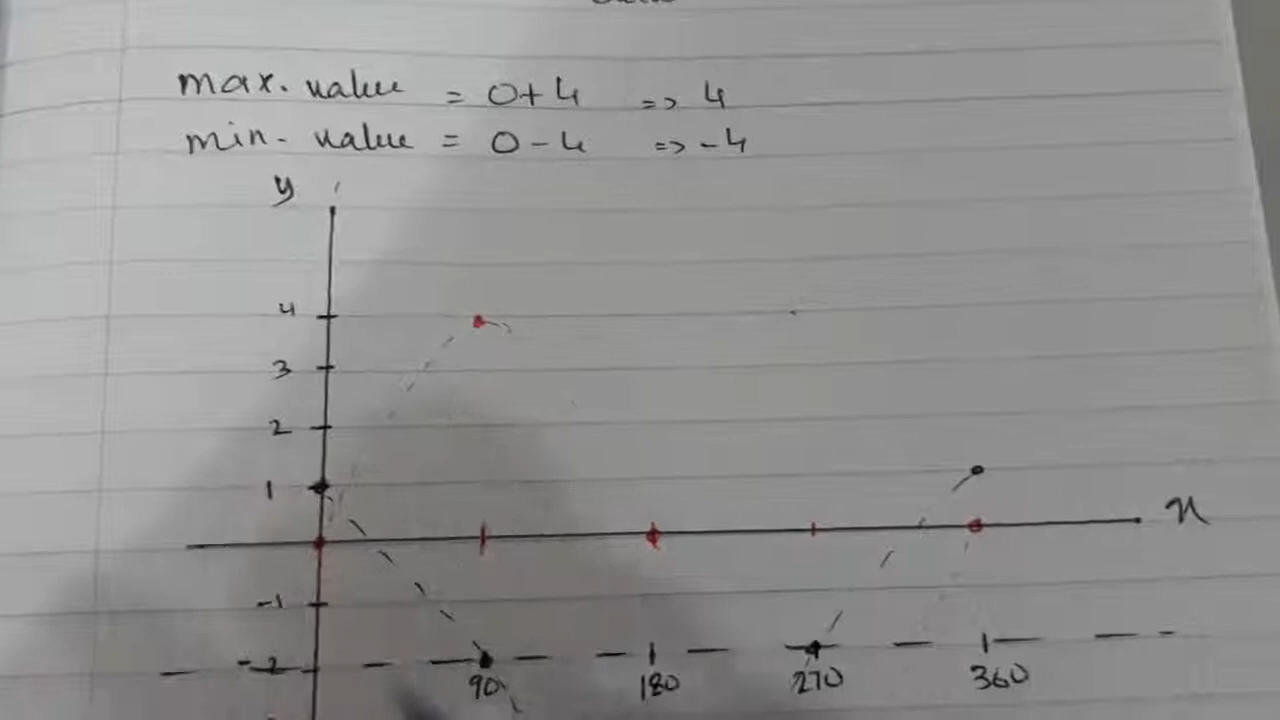 max. value = 0+4 => 4
min. value = 0-4 => -4
y
4
3
2
1
x
-1
-2
90 180 270 360